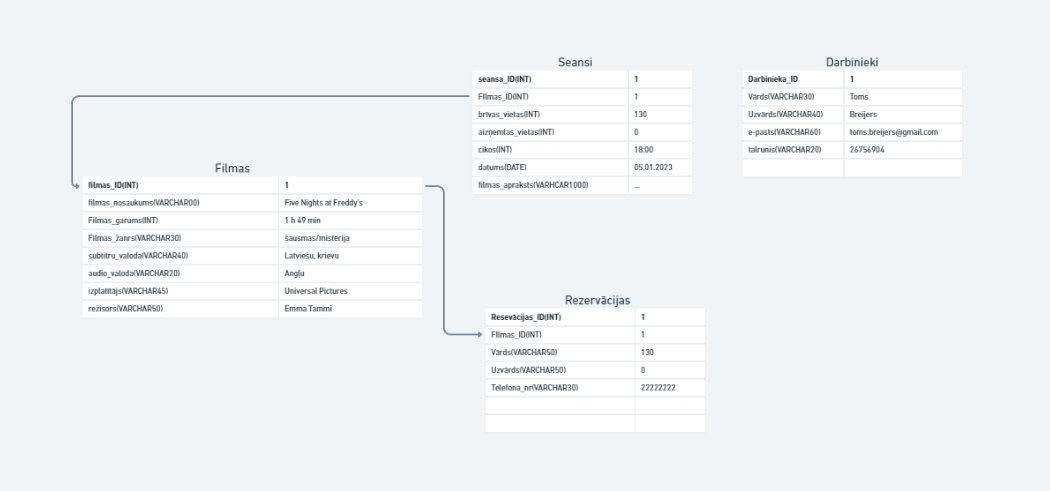 Seansi
seansa_ID(INT) 1
FIlmas_ID(INT) 1
brīvas_vietas(INT) 130
aizņemtas_vietas(INT) 0
cikos(INT) 18:00
datums(DATE) 05.01.2023
filmas_apraksts(VARHCAR1000) ...
Darbinieki
Darbinieka_ID 1
Vārds(VARCHAR30) Toms
Uzvārds(VARCHAR40) Breijers
e-pasts(VARCHAR60) toms.breijers@gmail.com
talrunis(VARCHAR20) 26756904
Filmas
filmas_ID(INT) 1
filmas_nosaukums(VARCHAR00) Five Nights at Freddy's
Filmas_garums(INT) 1 h 49 min
Filmas_žanrs(VARCHAR30) šausmas/mistērija
subtitru_valoda(VARCHAR40) Latviešu, krievu
audio_valoda(VARCHAR20) Angļu
izplatītājs(VARCHAR45) Universal Pictures
režisors(VARCHAR50) Emma Tammi
Rezervācijas
Resevācijas_ID(INT) 1
FIlmas_ID(INT) 1
Vārds(VARCHAR50) 130
Uzvārds(VARCHAR50) 0
Telefona_nr(VARCHAR30) 22222222